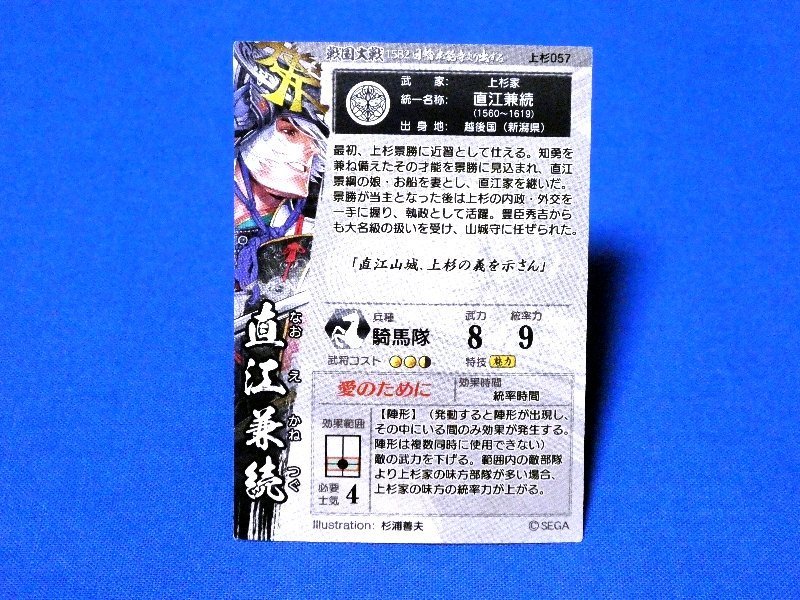 戦国大戦 1582 日輪本能寺より出ずる
上杉057
武家: 上杉家
統一名称: 直江兼続
(1560～1619)
出身地: 越後国(新潟県)
最初、上杉景勝に近習として仕える。知勇を
兼ね備えたその才能を景勝に見込まれ、直江
景綱の娘・お船を妻とし、直江家を継いだ。
景勝が当主となった後は上杉の内政・外交を
一手に握り、執政として活躍。豊臣秀吉から
も大名級の扱いを受け、山城守に任ぜられた。
「直江山城、上杉の義を示さん」
兵種
騎馬隊
武力
8
統率力
9
武将コスト
特技 魅力
愛のために
効果時間
統率時間
効果範囲
必要
士気 4
【陣形】(発動すると陣形が出現し、
その中にいる間のみ効果が発生する。
陣形は複数同時に使用できない)
敵の武力を下げる。範囲内の敵部隊
より上杉家の味方部隊が多い場合、
上杉家の味方の統率力が上がる。
直江兼続
なお え かね つぐ
Illustration: 杉浦善夫
©SEGA